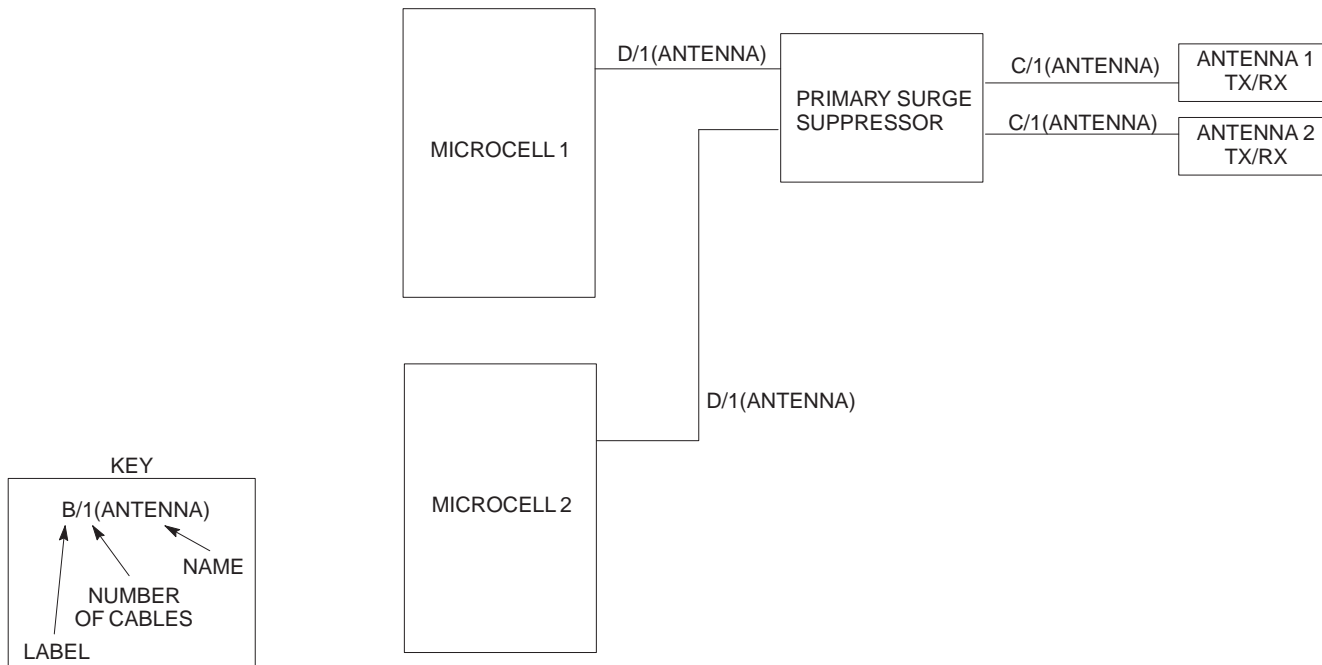 D/1(ANTENNA)
C/1(ANTENNA)
ANTENNA 1
TX/RX
PRIMARY SURGE
SUPPRESSOR
C/1(ANTENNA)
ANTENNA 2
TX/RX
MICROCELL 1
D/1(ANTENNA)
MICROCELL 2
KEY
B/1(ANTENNA)
NAME
NUMBER
OF CABLES
LABEL